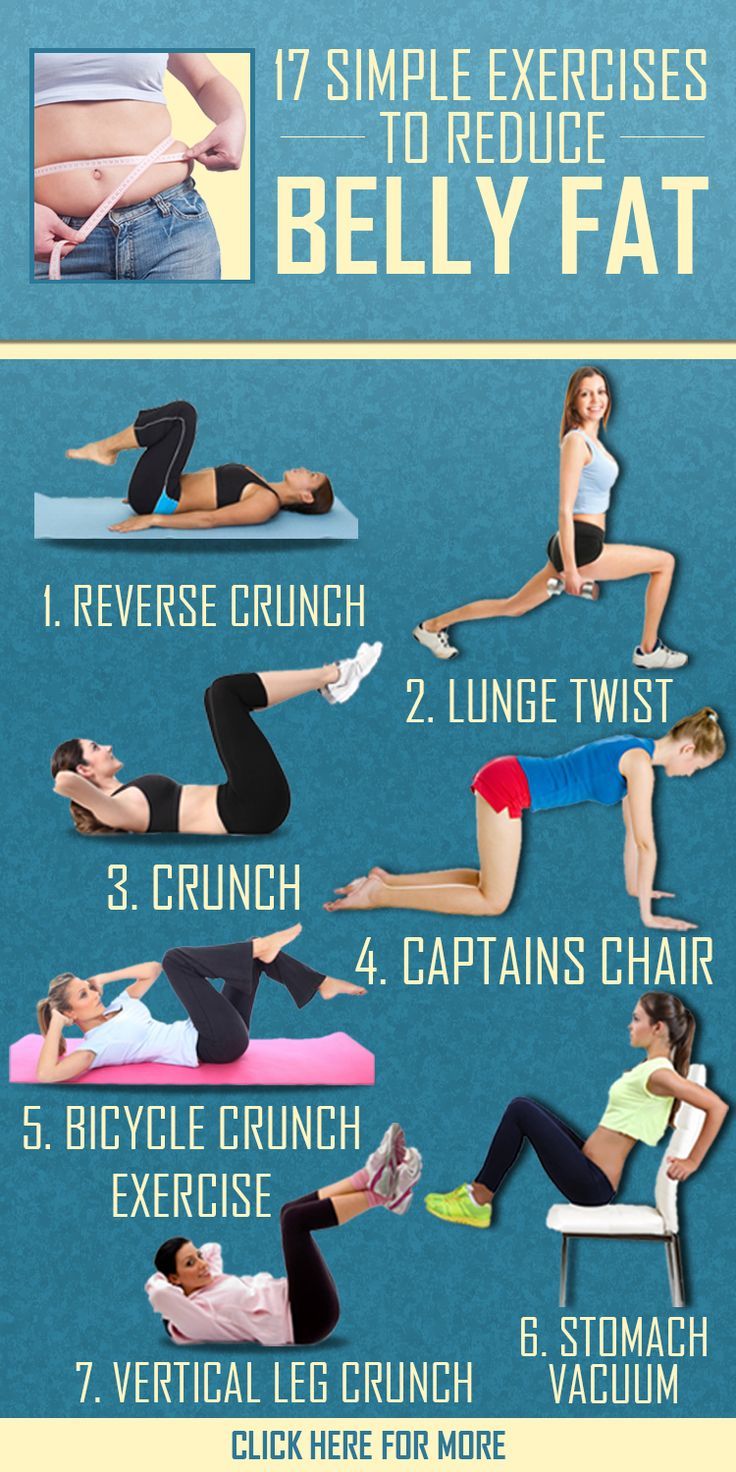 17 SIMPLE EXERCISES
TO REDUCE
BELLY FAT
1. REVERSE CRUNCH
2. LUNGE TWIST
3. CRUNCH
4. CAPTAINS CHAIR
5. BICYCLE CRUNCH
EXERCISE
6. STOMACH
VACUUM
7. VERTICAL LEG CRUNCH
CLICK HERE FOR MORE